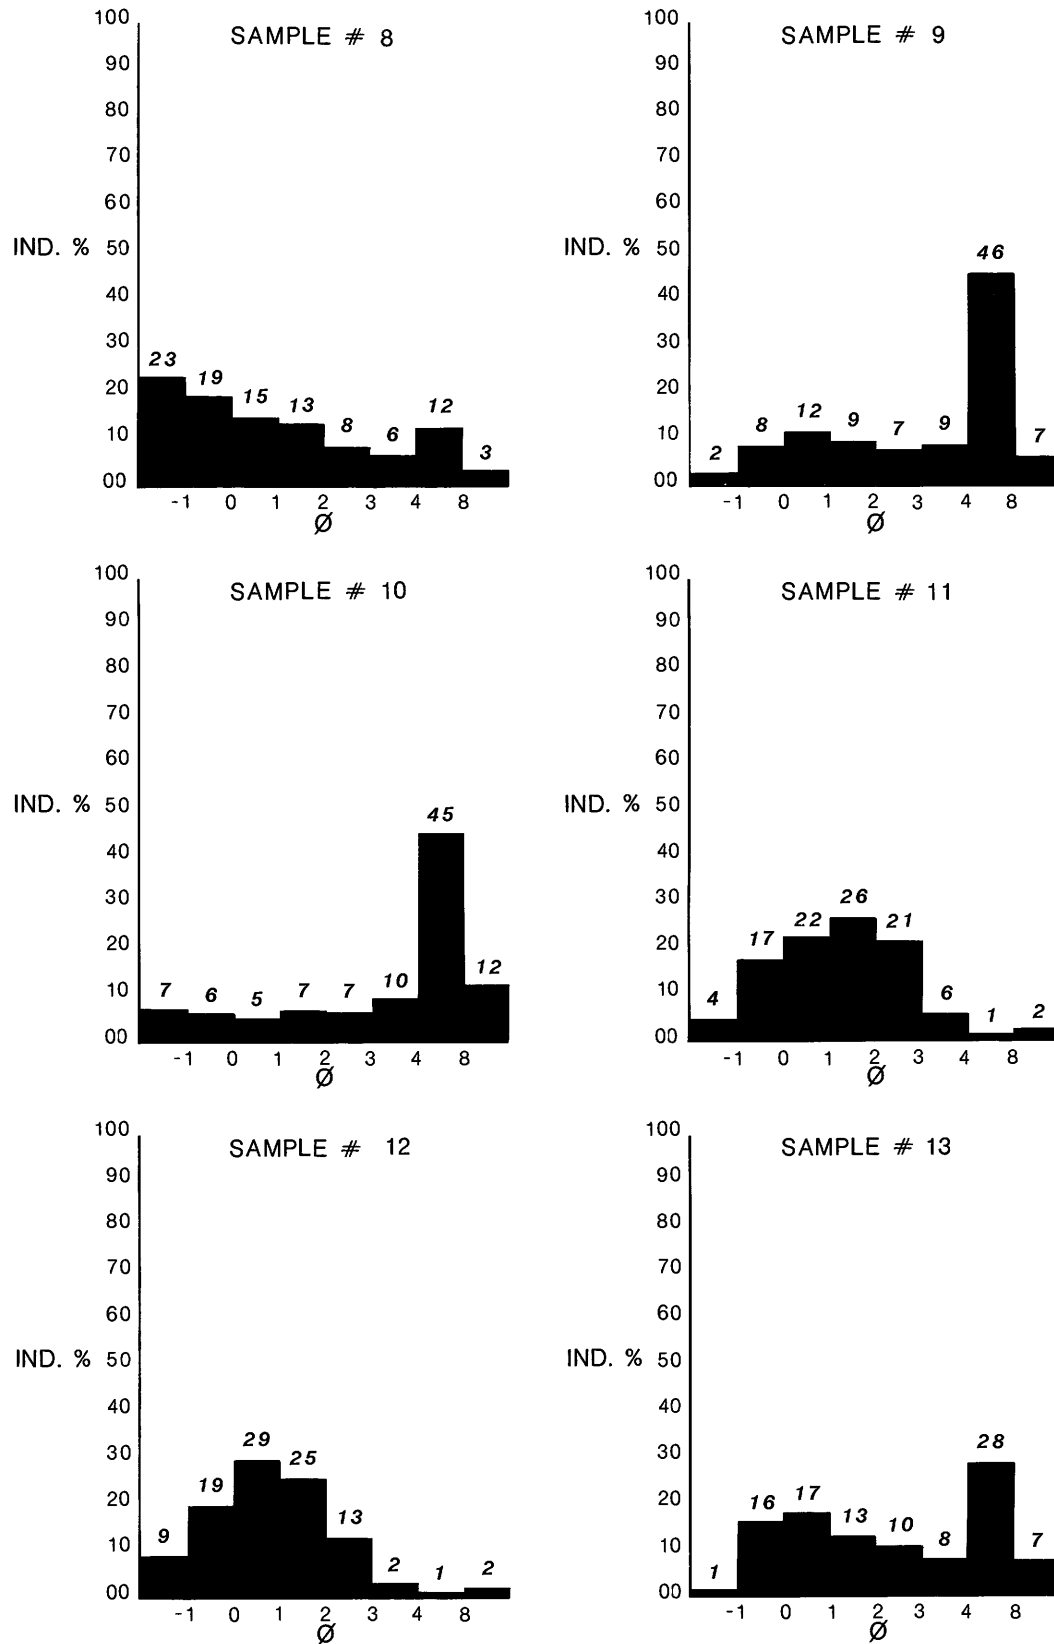 SAMPLE # 8
100
90
80
70
60
IND. % 50
40
30
20
10
00
23 19 15 13 8 6 12 3
-1 0 1 2 3 4 8
Ø
SAMPLE # 9
100
90
80
70
60
IND. % 50
40
30
20
10
00
2 8 12 9 7 9 46 7
-1 0 1 2 3 4 8
Ø
SAMPLE # 10
100
90
80
70
60
IND. % 50
40
30
20
10
00
7 6 5 7 7 10 45 12
-1 0 1 2 3 4 8
Ø
SAMPLE # 11
100
90
80
70
60
IND. % 50
40
30
20
10
00
4 17 22 26 21 6 1 2
-1 0 1 2 3 4 8
Ø
SAMPLE # 12
100
90
80
70
60
IND. % 50
40
30
20
10
00
9 19 29 25 13 2 1 2
-1 0 1 2 3 4 8
Ø
SAMPLE # 13
100
90
80
70
60
IND. % 50
40
30
20
10
00
1 16 17 13 10 8 28 7
-1 0 1 2 3 4 8
Ø